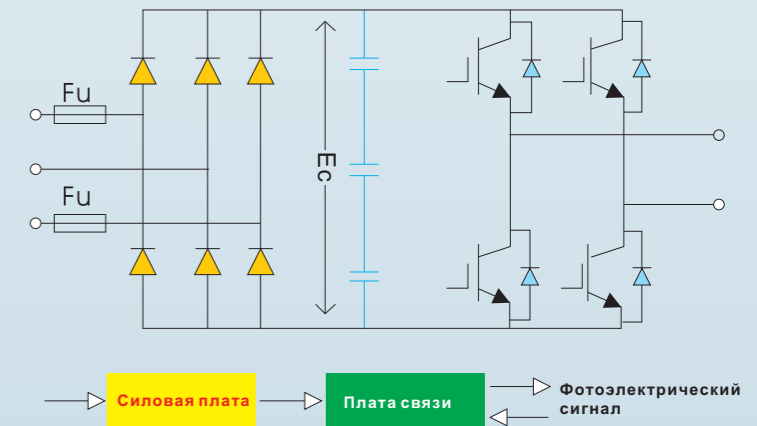 Fu
Ec
Fu
Силовая плата
Плата связи
Фотоэлектрический
сигнал